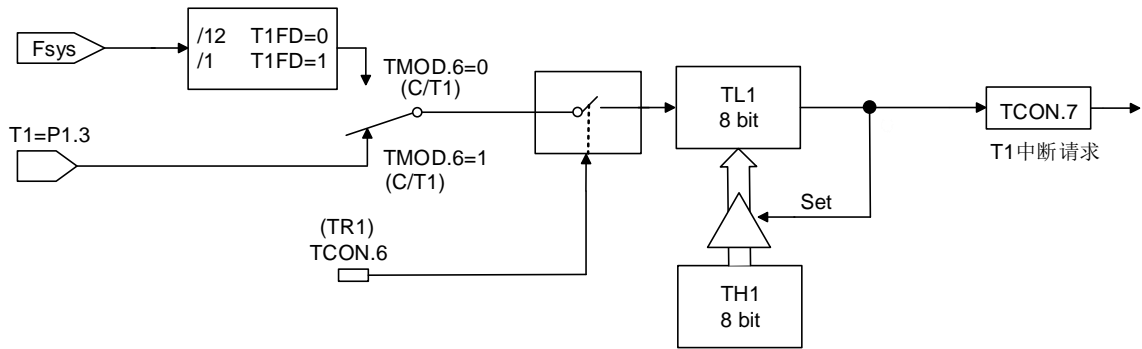 Fsys
/12 T1FD=0
/1 T1FD=1
TMOD.6=0
(C/T1)
T1=P1.3
TMOD.6=1
(C/T1)
(TR1)
TCON.6
TL1
8 bit
TCON.7
T1中断请求
Set
TH1
8 bit